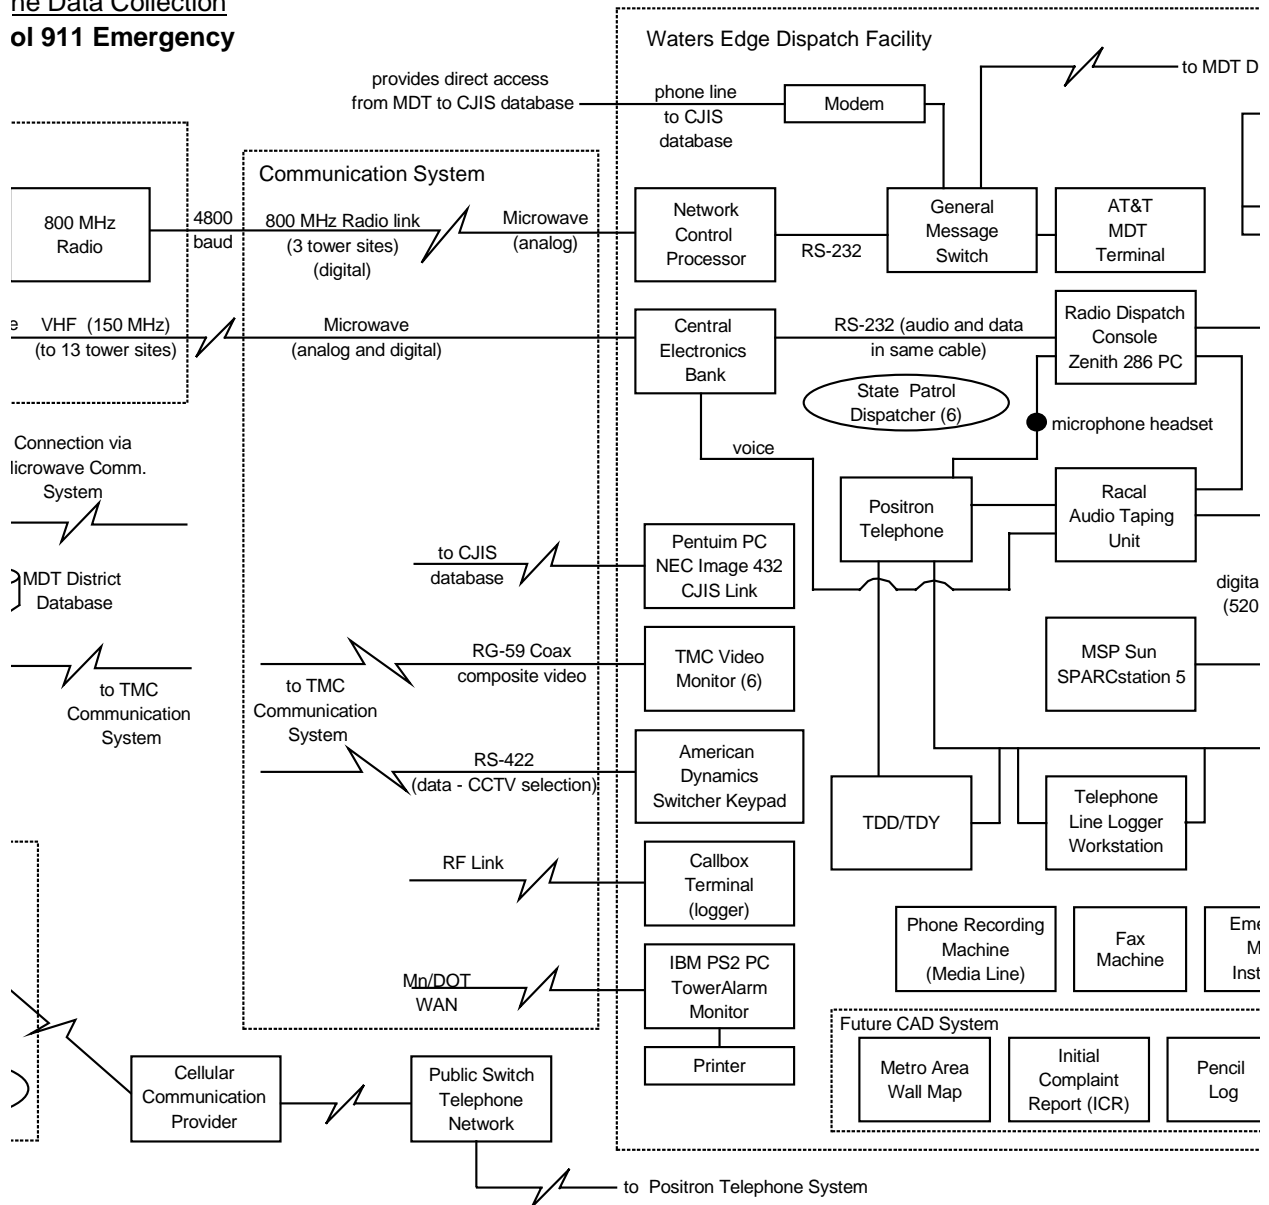 ne Data Collection
ol 911 Emergency
Waters Edge Dispatch Facility
provides direct access
from MDT to CJIS database
phone line
to CJIS
database
Modem
to MDT D
Communication System
800 MHz
Radio
4800
baud
800 MHz Radio link
(3 tower sites)
(digital)
Microwave
(analog)
Network
Control
Processor
RS-232
General
Message
Switch
AT&T
MDT
Terminal
e
VHF (150 MHz)
(to 13 tower sites)
Microwave
(analog and digital)
Central
Electronics
Bank
RS-232 (audio and data
in same cable)
Radio Dispatch
Console
Zenith 286 PC
State Patrol
Dispatcher (6)
microphone headset
voice
Connection via
licrowave Comm.
System
Positron
Telephone
Racal
Audio Taping
Unit
to CJIS
database
Pentuim PC
NEC Image 432
CJIS Link
MDT District
Database
digita
(520
RG-59 Coax
composite video
TMC Video
Monitor (6)
MSP Sun
SPARCstation 5
to TMC
Communication
System
to TMC
Communication
System
RS-422
(data - CCTV selection)
American
Dynamics
Switcher Keypad
TDD/TDY
Telephone
Line Logger
Workstation
RF Link
Callbox
Terminal
(logger)
Phone Recording
Machine
(Media Line)
Fax
Machine
Eme
M
Inst
Mn/DOT
WAN
IBM PS2 PC
TowerAlarm
Monitor
Printer
Future CAD System
Metro Area
Wall Map
Initial
Complaint
Report (ICR)
Pencil
Log
Cellular
Communication
Provider
Public Switch
Telephone
Network
to Positron Telephone System